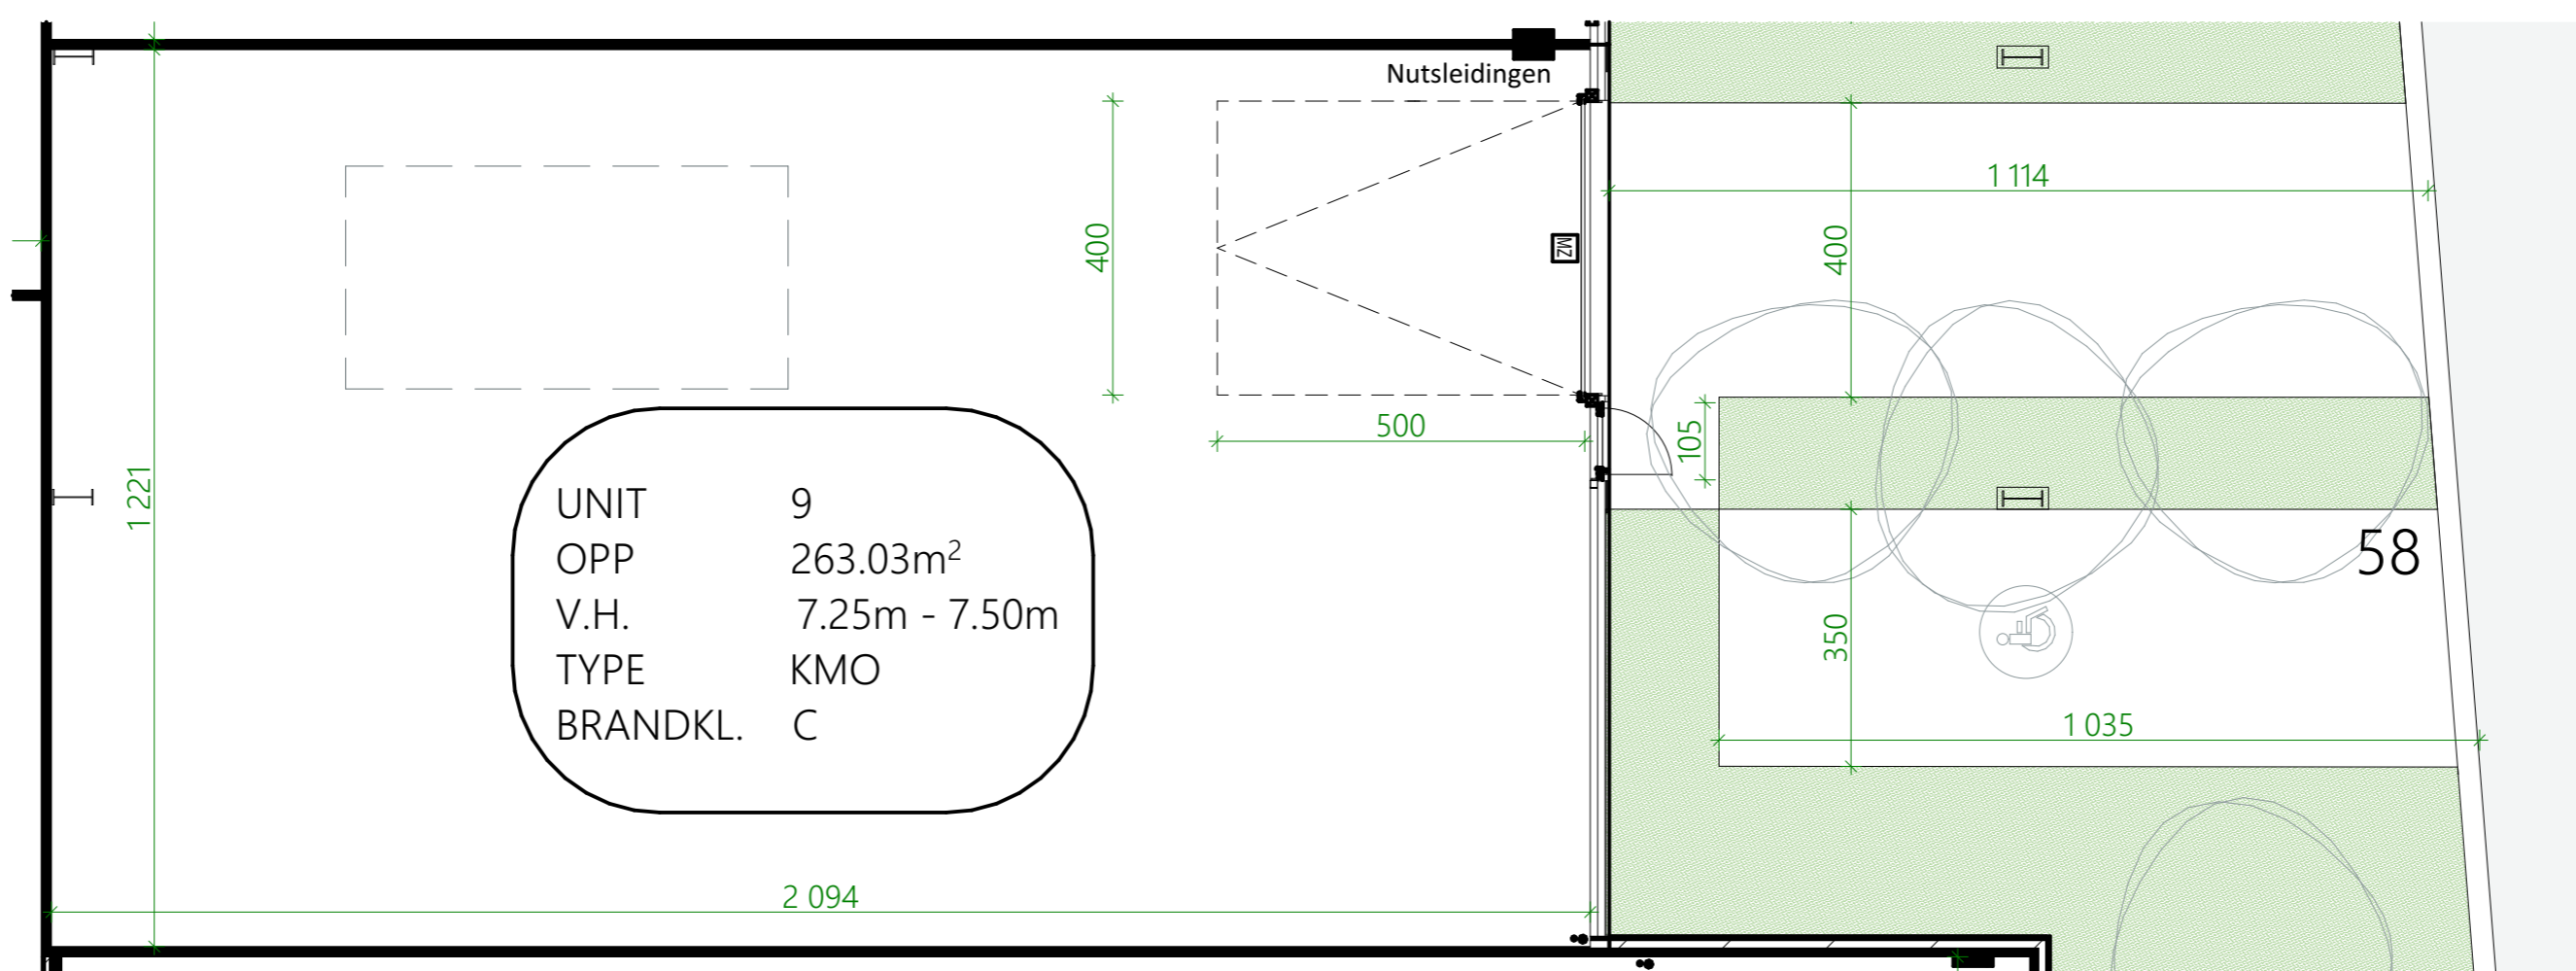 Nutsleidingen
1 114
400
400
MZ
500
105
1 221
UNIT 9
OPP 263.03m²
V.H. 7.25m - 7.50m
TYPE KMO
BRANDKL. C
58
350
1 035
2 094